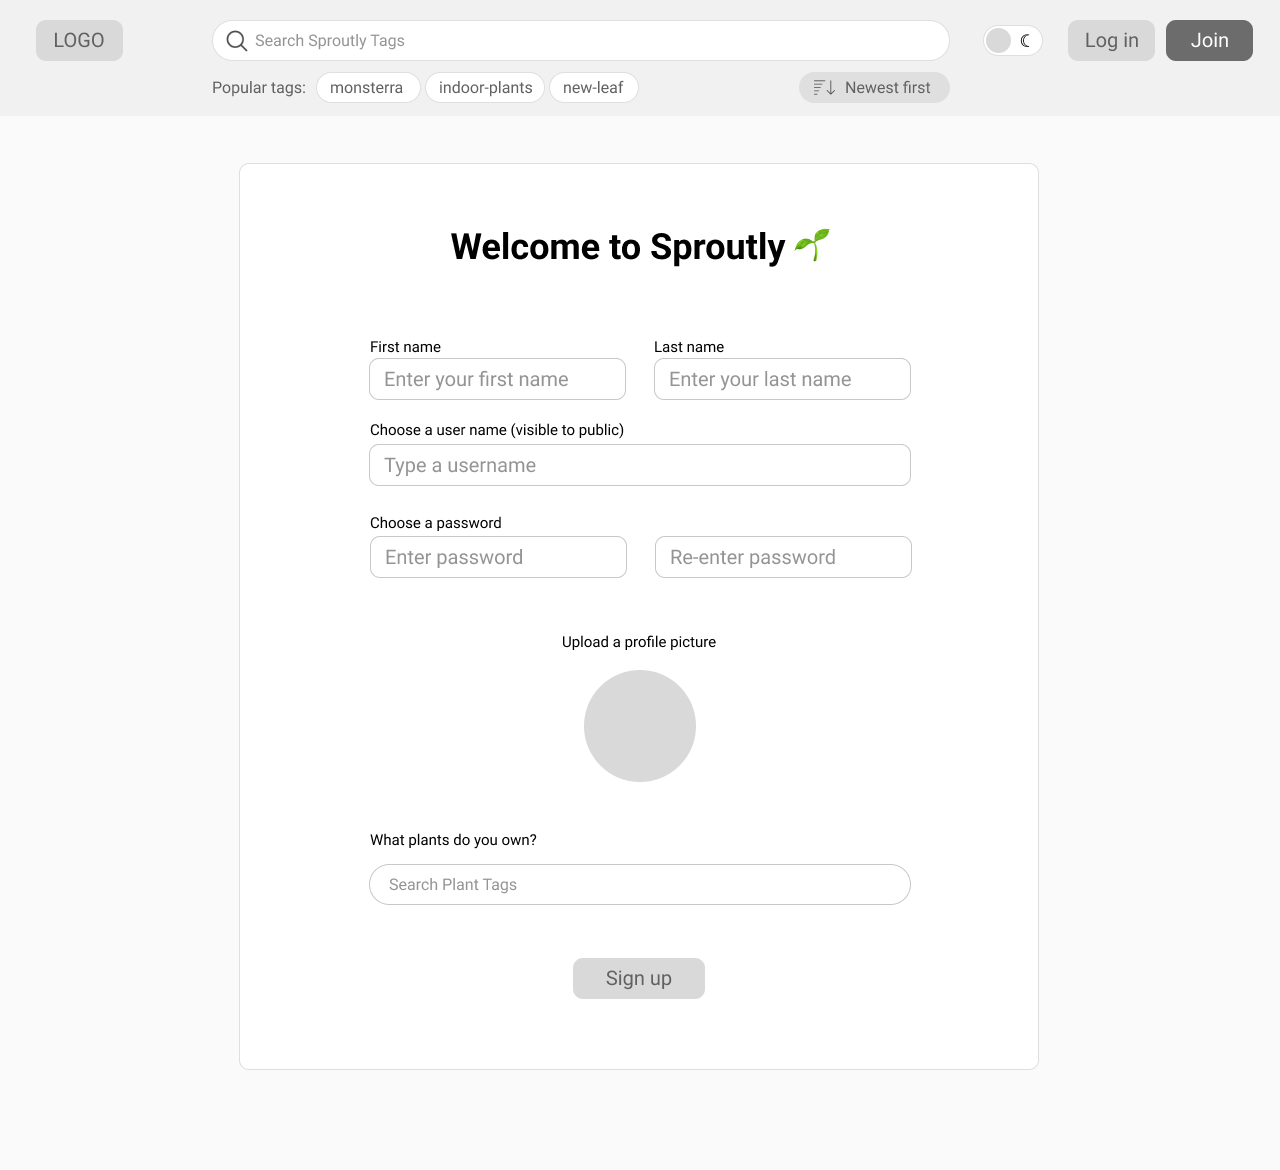 LOGO
Search Sproutly Tags
Log in
Join
Popular tags: monsterra indoor-plants new-leaf
Newest first
Welcome to Sproutly 🌱
First name
Last name
Enter your first name
Enter your last name
Choose a user name (visible to public)
Type a username
Choose a password
Enter password
Re-enter password
Upload a profile picture
What plants do you own?
Search Plant Tags
Sign up